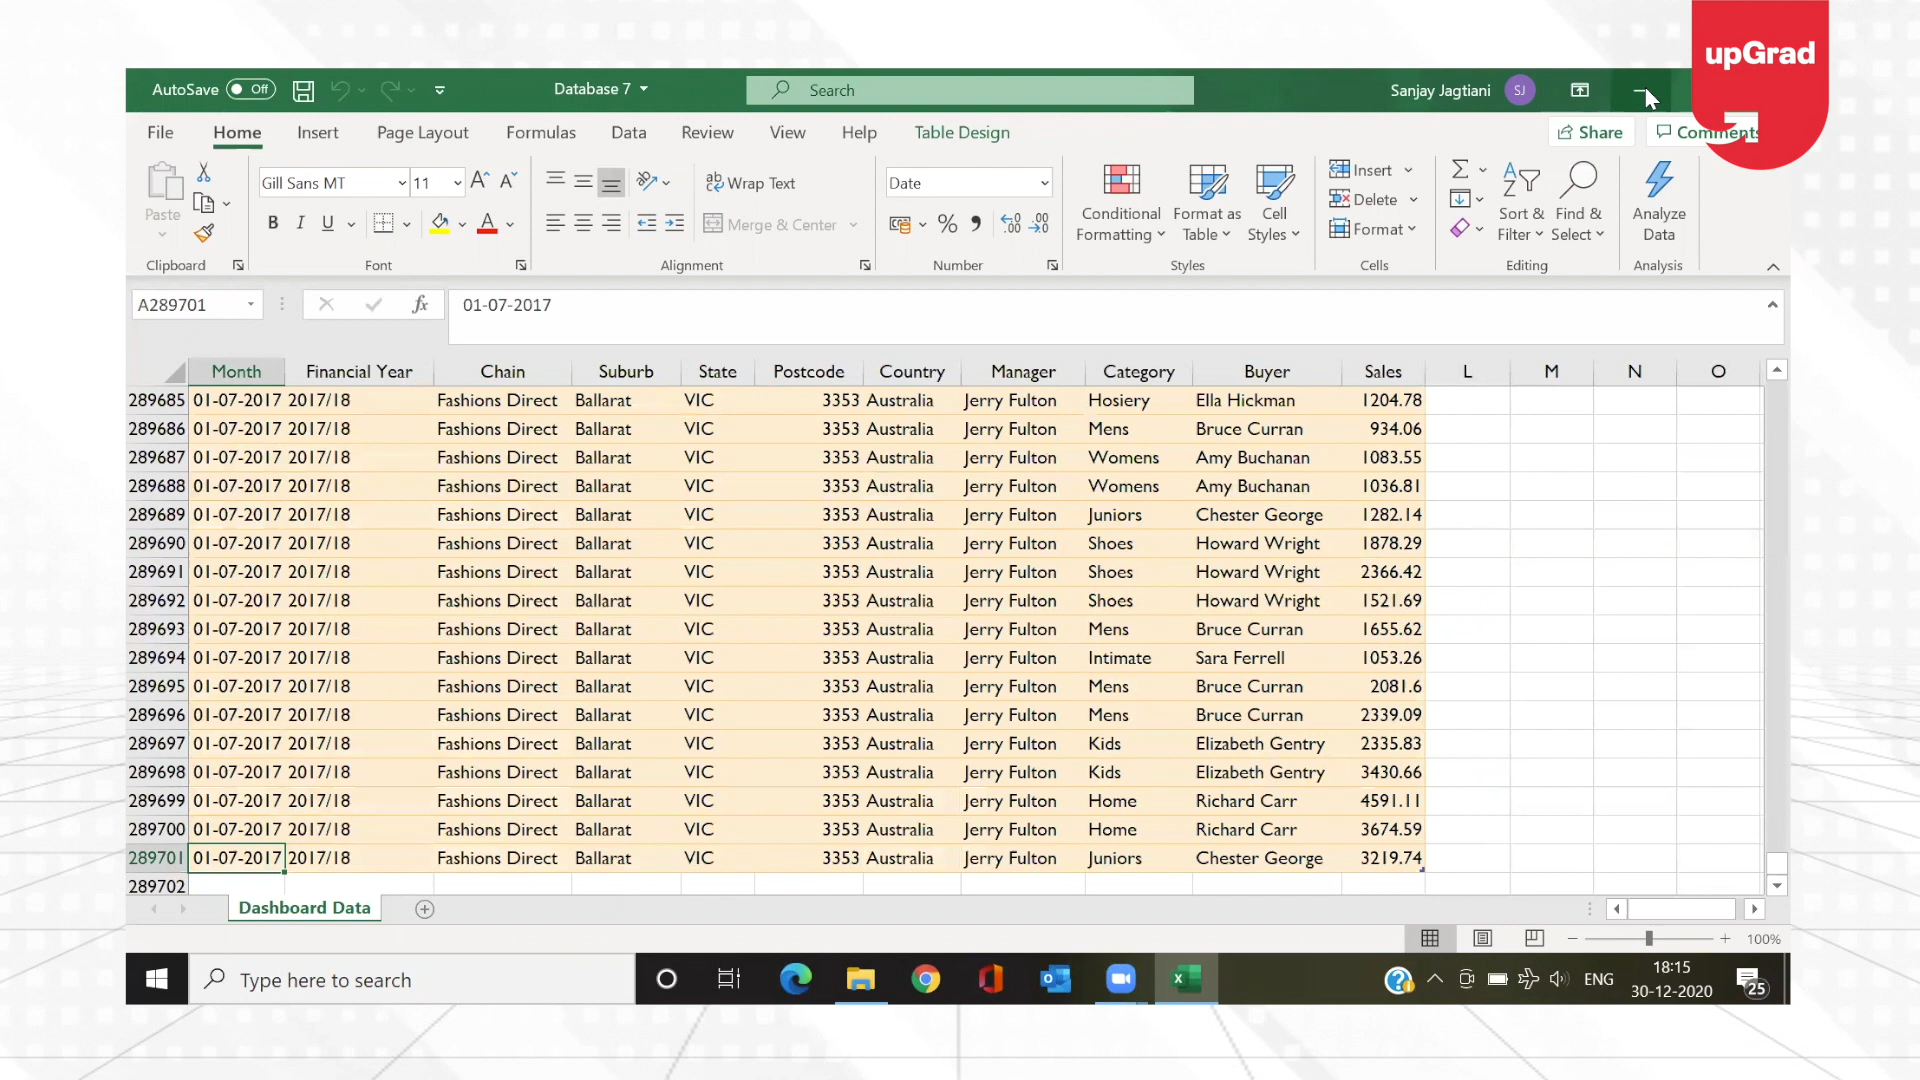 upGrad
AutoSave Off Database 7 Search Sanjay Jagtiani SJ
File Home Insert Page Layout Formulas Data Review View Help Table Design Share Comments
Paste
Gill Sans MT 11
B I U
Wrap Text
Merge & Center
Date
Conditional Formatting
Format as Table
Cell Styles
Insert
Delete
Format
Sort & Filter
Find & Select
Analyze Data
Clipboard Font Alignment Number Styles Cells Editing Analysis
A289701 fx 01-07-2017
Month Financial Year Chain Suburb State Postcode Country Manager Category Buyer Sales L M N O
289685 01-07-2017 2017/18 Fashions Direct Ballarat VIC 3353 Australia Jerry Fulton Hosiery Ella Hickman 1204.78
289686 01-07-2017 2017/18 Fashions Direct Ballarat VIC 3353 Australia Jerry Fulton Mens Bruce Curran 934.06
289687 01-07-2017 2017/18 Fashions Direct Ballarat VIC 3353 Australia Jerry Fulton Womens Amy Buchanan 1083.55
289688 01-07-2017 2017/18 Fashions Direct Ballarat VIC 3353 Australia Jerry Fulton Womens Amy Buchanan 1036.81
289689 01-07-2017 2017/18 Fashions Direct Ballarat VIC 3353 Australia Jerry Fulton Juniors Chester George 1282.14
289690 01-07-2017 2017/18 Fashions Direct Ballarat VIC 3353 Australia Jerry Fulton Shoes Howard Wright 1878.29
289691 01-07-2017 2017/18 Fashions Direct Ballarat VIC 3353 Australia Jerry Fulton Shoes Howard Wright 2366.42
289692 01-07-2017 2017/18 Fashions Direct Ballarat VIC 3353 Australia Jerry Fulton Shoes Howard Wright 1521.69
289693 01-07-2017 2017/18 Fashions Direct Ballarat VIC 3353 Australia Jerry Fulton Mens Bruce Curran 1655.62
289694 01-07-2017 2017/18 Fashions Direct Ballarat VIC 3353 Australia Jerry Fulton Intimate Sara Ferrell 1053.26
289695 01-07-2017 2017/18 Fashions Direct Ballarat VIC 3353 Australia Jerry Fulton Mens Bruce Curran 2081.6
289696 01-07-2017 2017/18 Fashions Direct Ballarat VIC 3353 Australia Jerry Fulton Mens Bruce Curran 2339.09
289697 01-07-2017 2017/18 Fashions Direct Ballarat VIC 3353 Australia Jerry Fulton Kids Elizabeth Gentry 2335.83
289698 01-07-2017 2017/18 Fashions Direct Ballarat VIC 3353 Australia Jerry Fulton Kids Elizabeth Gentry 3430.66
289699 01-07-2017 2017/18 Fashions Direct Ballarat VIC 3353 Australia Jerry Fulton Home Richard Carr 4591.11
289700 01-07-2017 2017/18 Fashions Direct Ballarat VIC 3353 Australia Jerry Fulton Home Richard Carr 3674.59
289701 01-07-2017 2017/18 Fashions Direct Ballarat VIC 3353 Australia Jerry Fulton Juniors Chester George 3219.74
289702
Dashboard Data
100%
Type here to search
ENG
18:15
30-12-2020
25